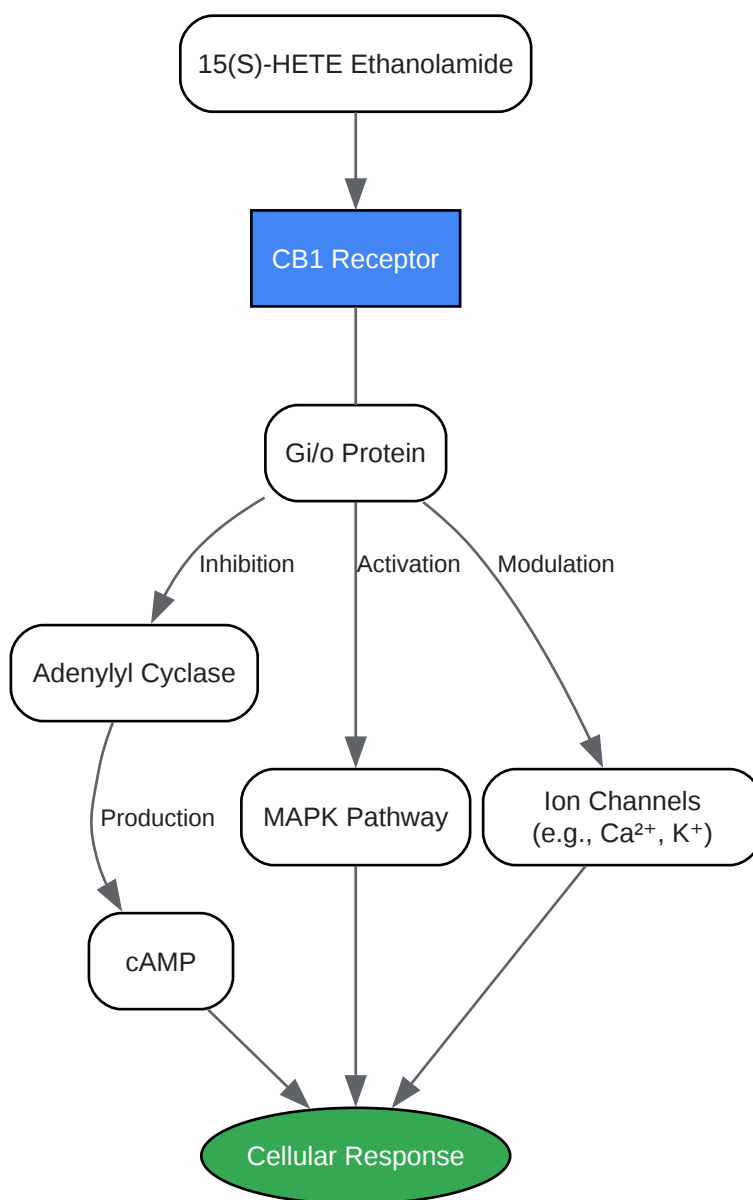 15(S)-HETE Ethanolamide
CB1 Receptor
Gi/o Protein
Inhibition
Activation
Modulation
Adenylyl Cyclase
Production
MAPK Pathway
Ion Channels
(e.g., Ca²⁺, K⁺)
cAMP
Cellular Response